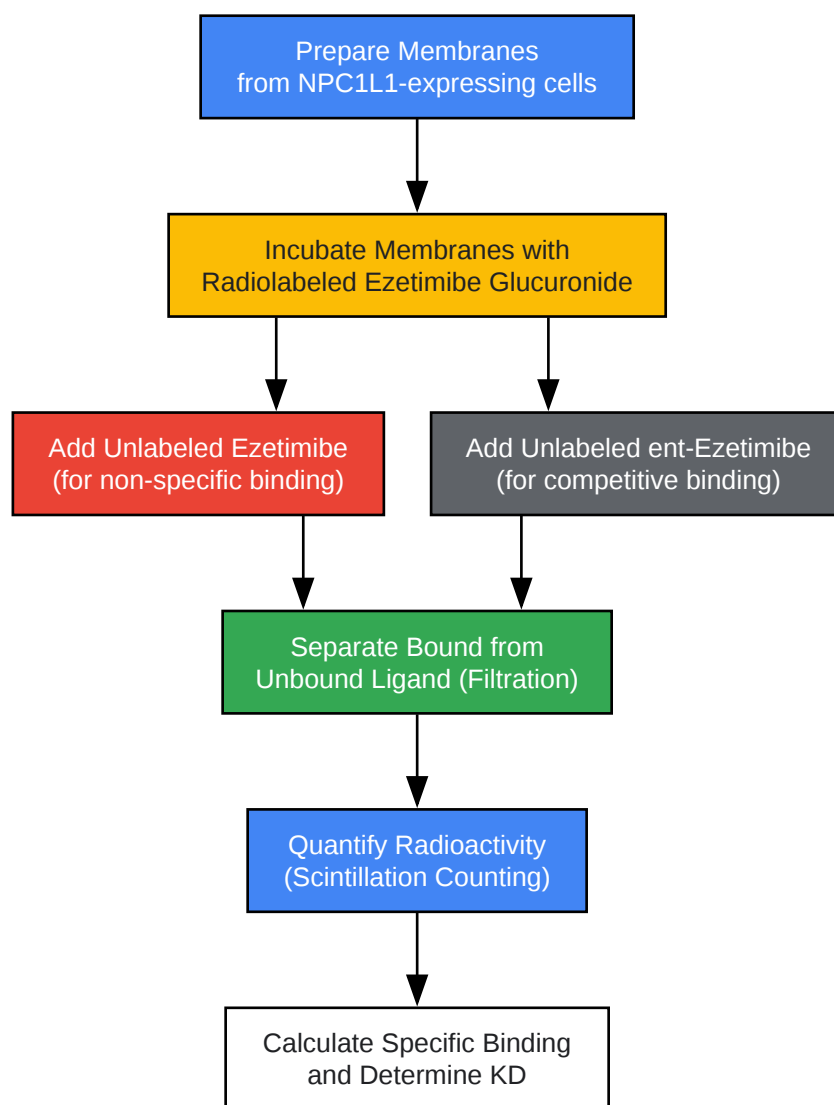 Prepare Membranes
from NPC1L1-expressing cells
Incubate Membranes with
Radiolabeled Ezetimibe Glucuronide
Add Unlabeled Ezetimibe
(for non-specific binding)
Add Unlabeled ent-Ezetimibe
(for competitive binding)
Separate Bound from
Unbound Ligand (Filtration)
Quantify Radioactivity
(Scintillation Counting)
Calculate Specific Binding
and Determine KD